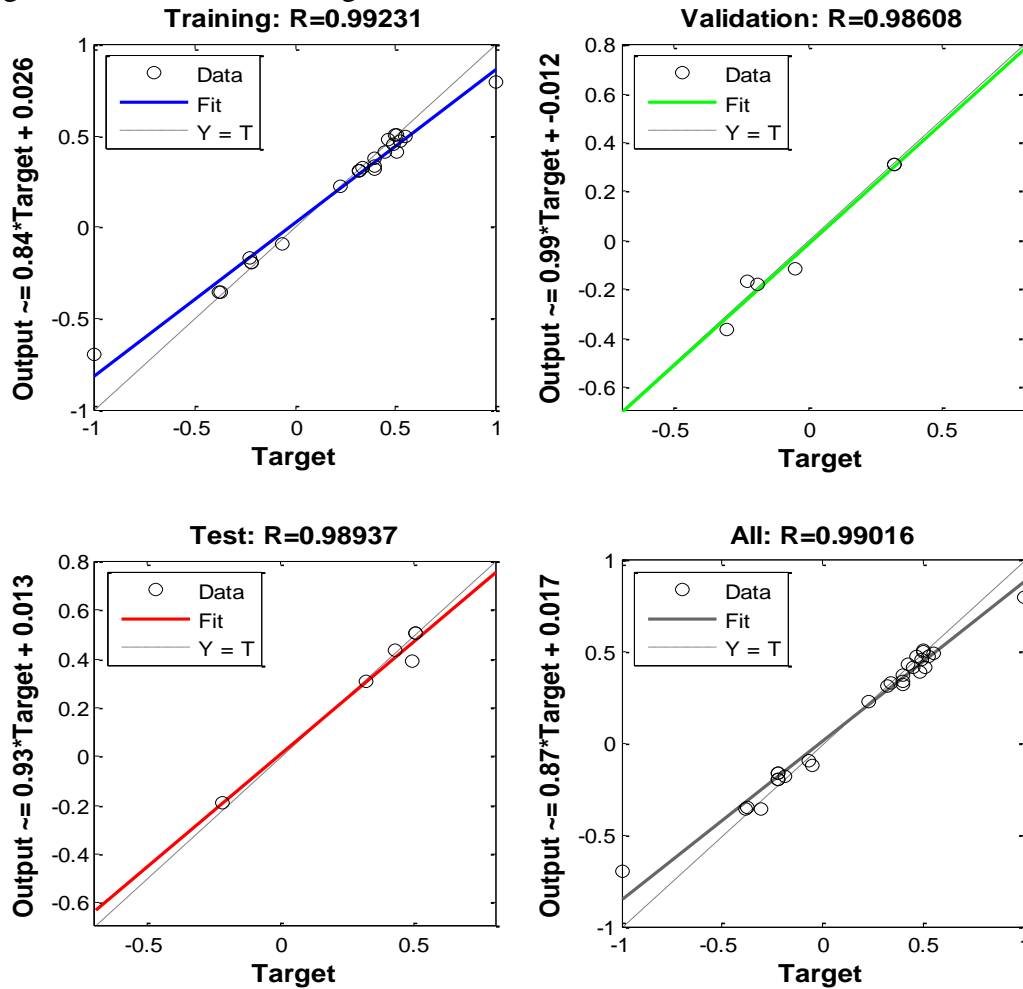 Training: R=0.99231
Output ~= 0.84*Target + 0.026
1
0.5
0
-0.5
-1
Data
Fit
Y = T
-1
-0.5
0
0.5
1
Target
Validation: R=0.98608
Output ~= 0.99*Target + -0.012
0.8
0.6
0.4
0.2
0
-0.2
-0.4
-0.6
Data
Fit
Y = T
-0.5
0
0.5
Target
Test: R=0.98937
Output ~= 0.93*Target + 0.013
0.8
0.6
0.4
0.2
0
-0.2
-0.4
-0.6
Data
Fit
Y = T
-0.5
0
0.5
Target
All: R=0.99016
Output ~= 0.87*Target + 0.017
1
0.5
0
-0.5
-1
Data
Fit
Y = T
-1
-0.5
0
0.5
1
Target